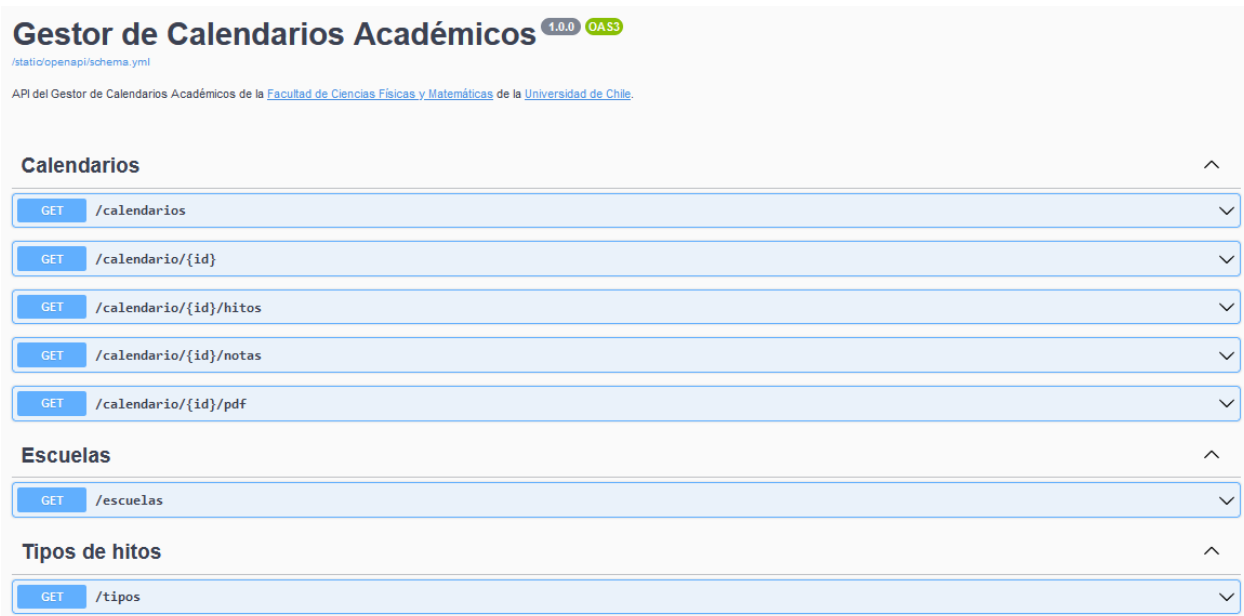 Gestor de Calendarios Académicos 1.0.0 OAS3
/static/openapi/schema.yml
API del Gestor de Calendarios Académicos de la Facultad de Ciencias Físicas y Matemáticas de la Universidad de Chile.
Calendarios
GET /calendarios
GET /calendario/{id}
GET /calendario/{id}/hitos
GET /calendario/{id}/notas
GET /calendario/{id}/pdf
Escuelas
GET /escuelas
Tipos de hitos
GET /tipos